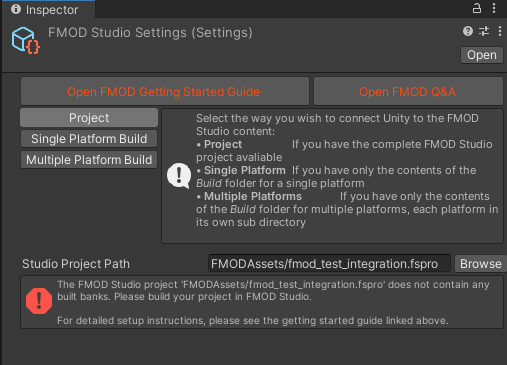 Inspector
FMOD Studio Settings (Settings)
Open
Open FMOD Getting Started Guide
Open FMOD Q&A
Project
Single Platform Build
Multiple Platform Build
Select the way you wish to connect Unity to the FMOD
Studio content:
• Project If you have the complete FMOD Studio
project avaliable
• Single Platform If you have only the contents of the
Build folder for a single platform
• Multiple Platforms If you have only the contents
of the Build folder for multiple platforms, each platform in
its own sub directory
Studio Project Path
FMODAssets/fmod_test_integration.fspro
Browse
The FMOD Studio project 'FMODAssets/fmod_test_integration.fspro' does not contain any
built banks. Please build your project in FMOD Studio.
For detailed setup instructions, please see the getting started guide linked above.